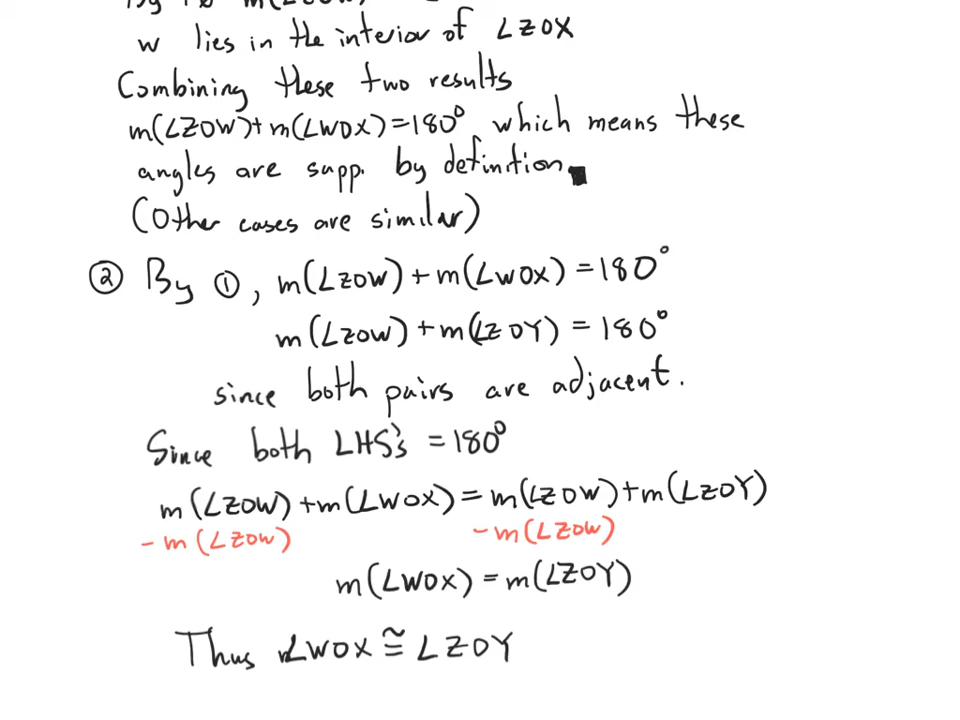 w lies in the interior of ∠ZOX
Combining these two results
m(∠ZOW)+m(∠WOX)=180° which means these
angles are supp. by definition.
(Other cases are similar)
② By ①, m(∠ZOW)+m(∠WOX)=180°
m(∠ZOW)+m(∠ZOY)=180°
since both pairs are adjacent.
Since both LHS's =180°
m(∠ZOW)+m(∠WOX)=m(∠ZOW)+m(∠ZOY)
-m(∠ZOW) -m(∠ZOW)
m(∠WOX)=m(∠ZOY)
Thus ∠WOX≅∠ZOY